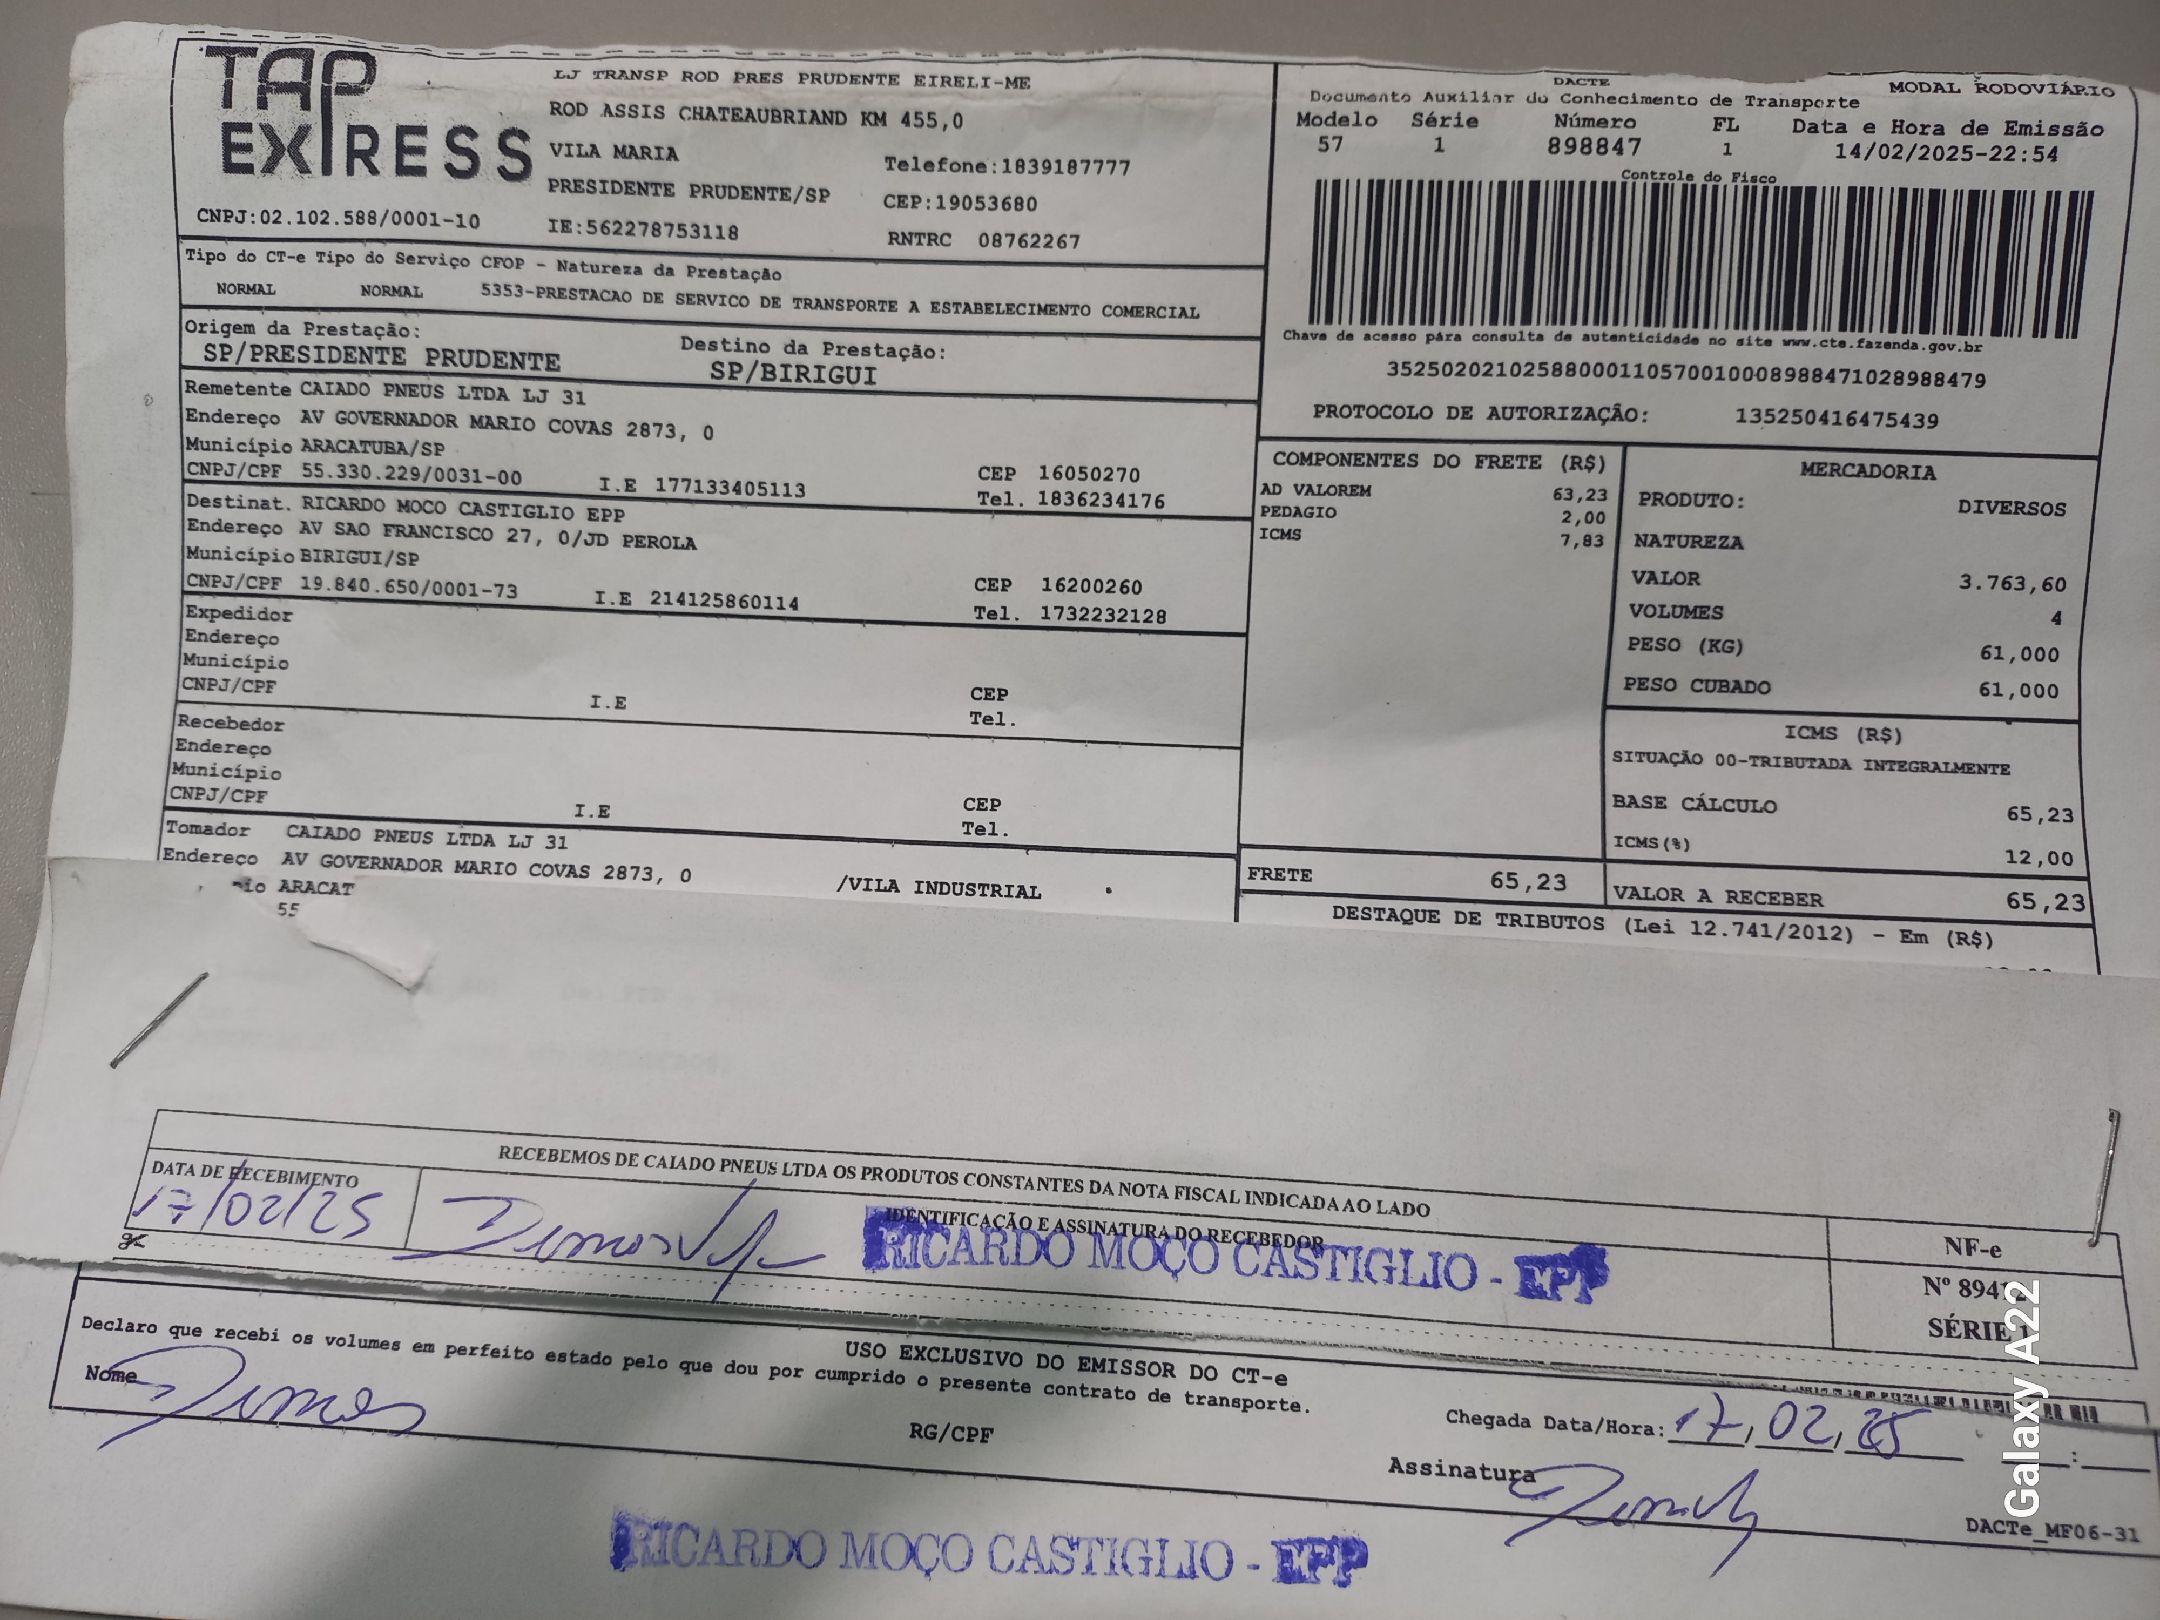 TAP EXPRESS
LJ TRANSP ROD PRES PRUDENTE EIRELI-ME
ROD ASSIS CHATEAUBRIAND KM 455,0
VILA MARIA Telefone:1839187777
PRESIDENTE PRUDENTE/SP CEP:19053680
CNPJ:02.102.588/0001-10 IE:562278753118 RNTRC 08762267
DACTE MODAL RODOVIÁRIO
Documento Auxiliar do Conhecimento de Transporte
Modelo Série Número FL Data e Hora de Emissão
57 1 898847 1 14/02/2025-22:54
Controle do Fisco
Chave de acesso para consulta de autenticidade no site www.cte.fazenda.gov.br
35250202102588000110570010008988471028988479
PROTOCOLO DE AUTORIZAÇÃO: 135250416475439
Tipo do CT-e Tipo do Serviço CFOP - Natureza da Prestação
NORMAL NORMAL 5353-PRESTACAO DE SERVICO DE TRANSPORTE A ESTABELECIMENTO COMERCIAL
Origem da Prestação: Destino da Prestação:
SP/PRESIDENTE PRUDENTE SP/BIRIGUI
Remetente CAIADO PNEUS LTDA LJ 31
Endereço AV GOVERNADOR MARIO COVAS 2873, 0
Município ARACATUBA/SP CEP 16050270
CNPJ/CPF 55.330.229/0031-00 I.E 177133405113 Tel. 1836234176
Destinat. RICARDO MOCO CASTIGLIO EPP
Endereço AV SAO FRANCISCO 27, 0/JD PEROLA
Município BIRIGUI/SP CEP 16200260
CNPJ/CPF 19.840.650/0001-73 I.E 214125860114 Tel. 1732232128
Expedidor
Endereço
Município CEP
CNPJ/CPF I.E Tel.
Recebedor
Endereço
Município CEP
CNPJ/CPF I.E Tel.
Tomador CAIADO PNEUS LTDA LJ 31
Endereço AV GOVERNADOR MARIO COVAS 2873, 0 /VILA INDUSTRIAL
ARACAT
55
COMPONENTES DO FRETE (R$)
AD VALOREM 63,23
PEDAGIO 2,00
ICMS 7,83
FRETE 65,23
MERCADORIA
PRODUTO: DIVERSOS
NATUREZA
VALOR 3.763,60
VOLUMES 4
PESO (KG) 61,000
PESO CUBADO 61,000
ICMS (R$)
SITUAÇÃO 00-TRIBUTADA INTEGRALMENTE
BASE CÁLCULO 65,23
ICMS(%) 12,00
VALOR A RECEBER 65,23
DESTAQUE DE TRIBUTOS (Lei 12.741/2012) - Em (R$)
RECEBEMOS DE CAIADO PNEUS LTDA OS PRODUTOS CONSTANTES DA NOTA FISCAL INDICADA AO LADO
DATA DE RECEBIMENTO IDENTIFICAÇÃO E ASSINATURA DO RECEBEDOR
17/02/25
RICARDO MOÇO CASTIGLIO - EPP
NF-e
Nº
SÉRIE 1
USO EXCLUSIVO DO EMISSOR DO CT-e
Declaro que recebi os volumes em perfeito estado pelo que dou por cumprido o presente contrato de transporte.
Nome RG/CPF
Chegada Data/Hora: 17, 02, 25 :
Assinatura
DACTe_MF06-31
RICARDO MOÇO CASTIGLIO - EPP
Galaxy A22